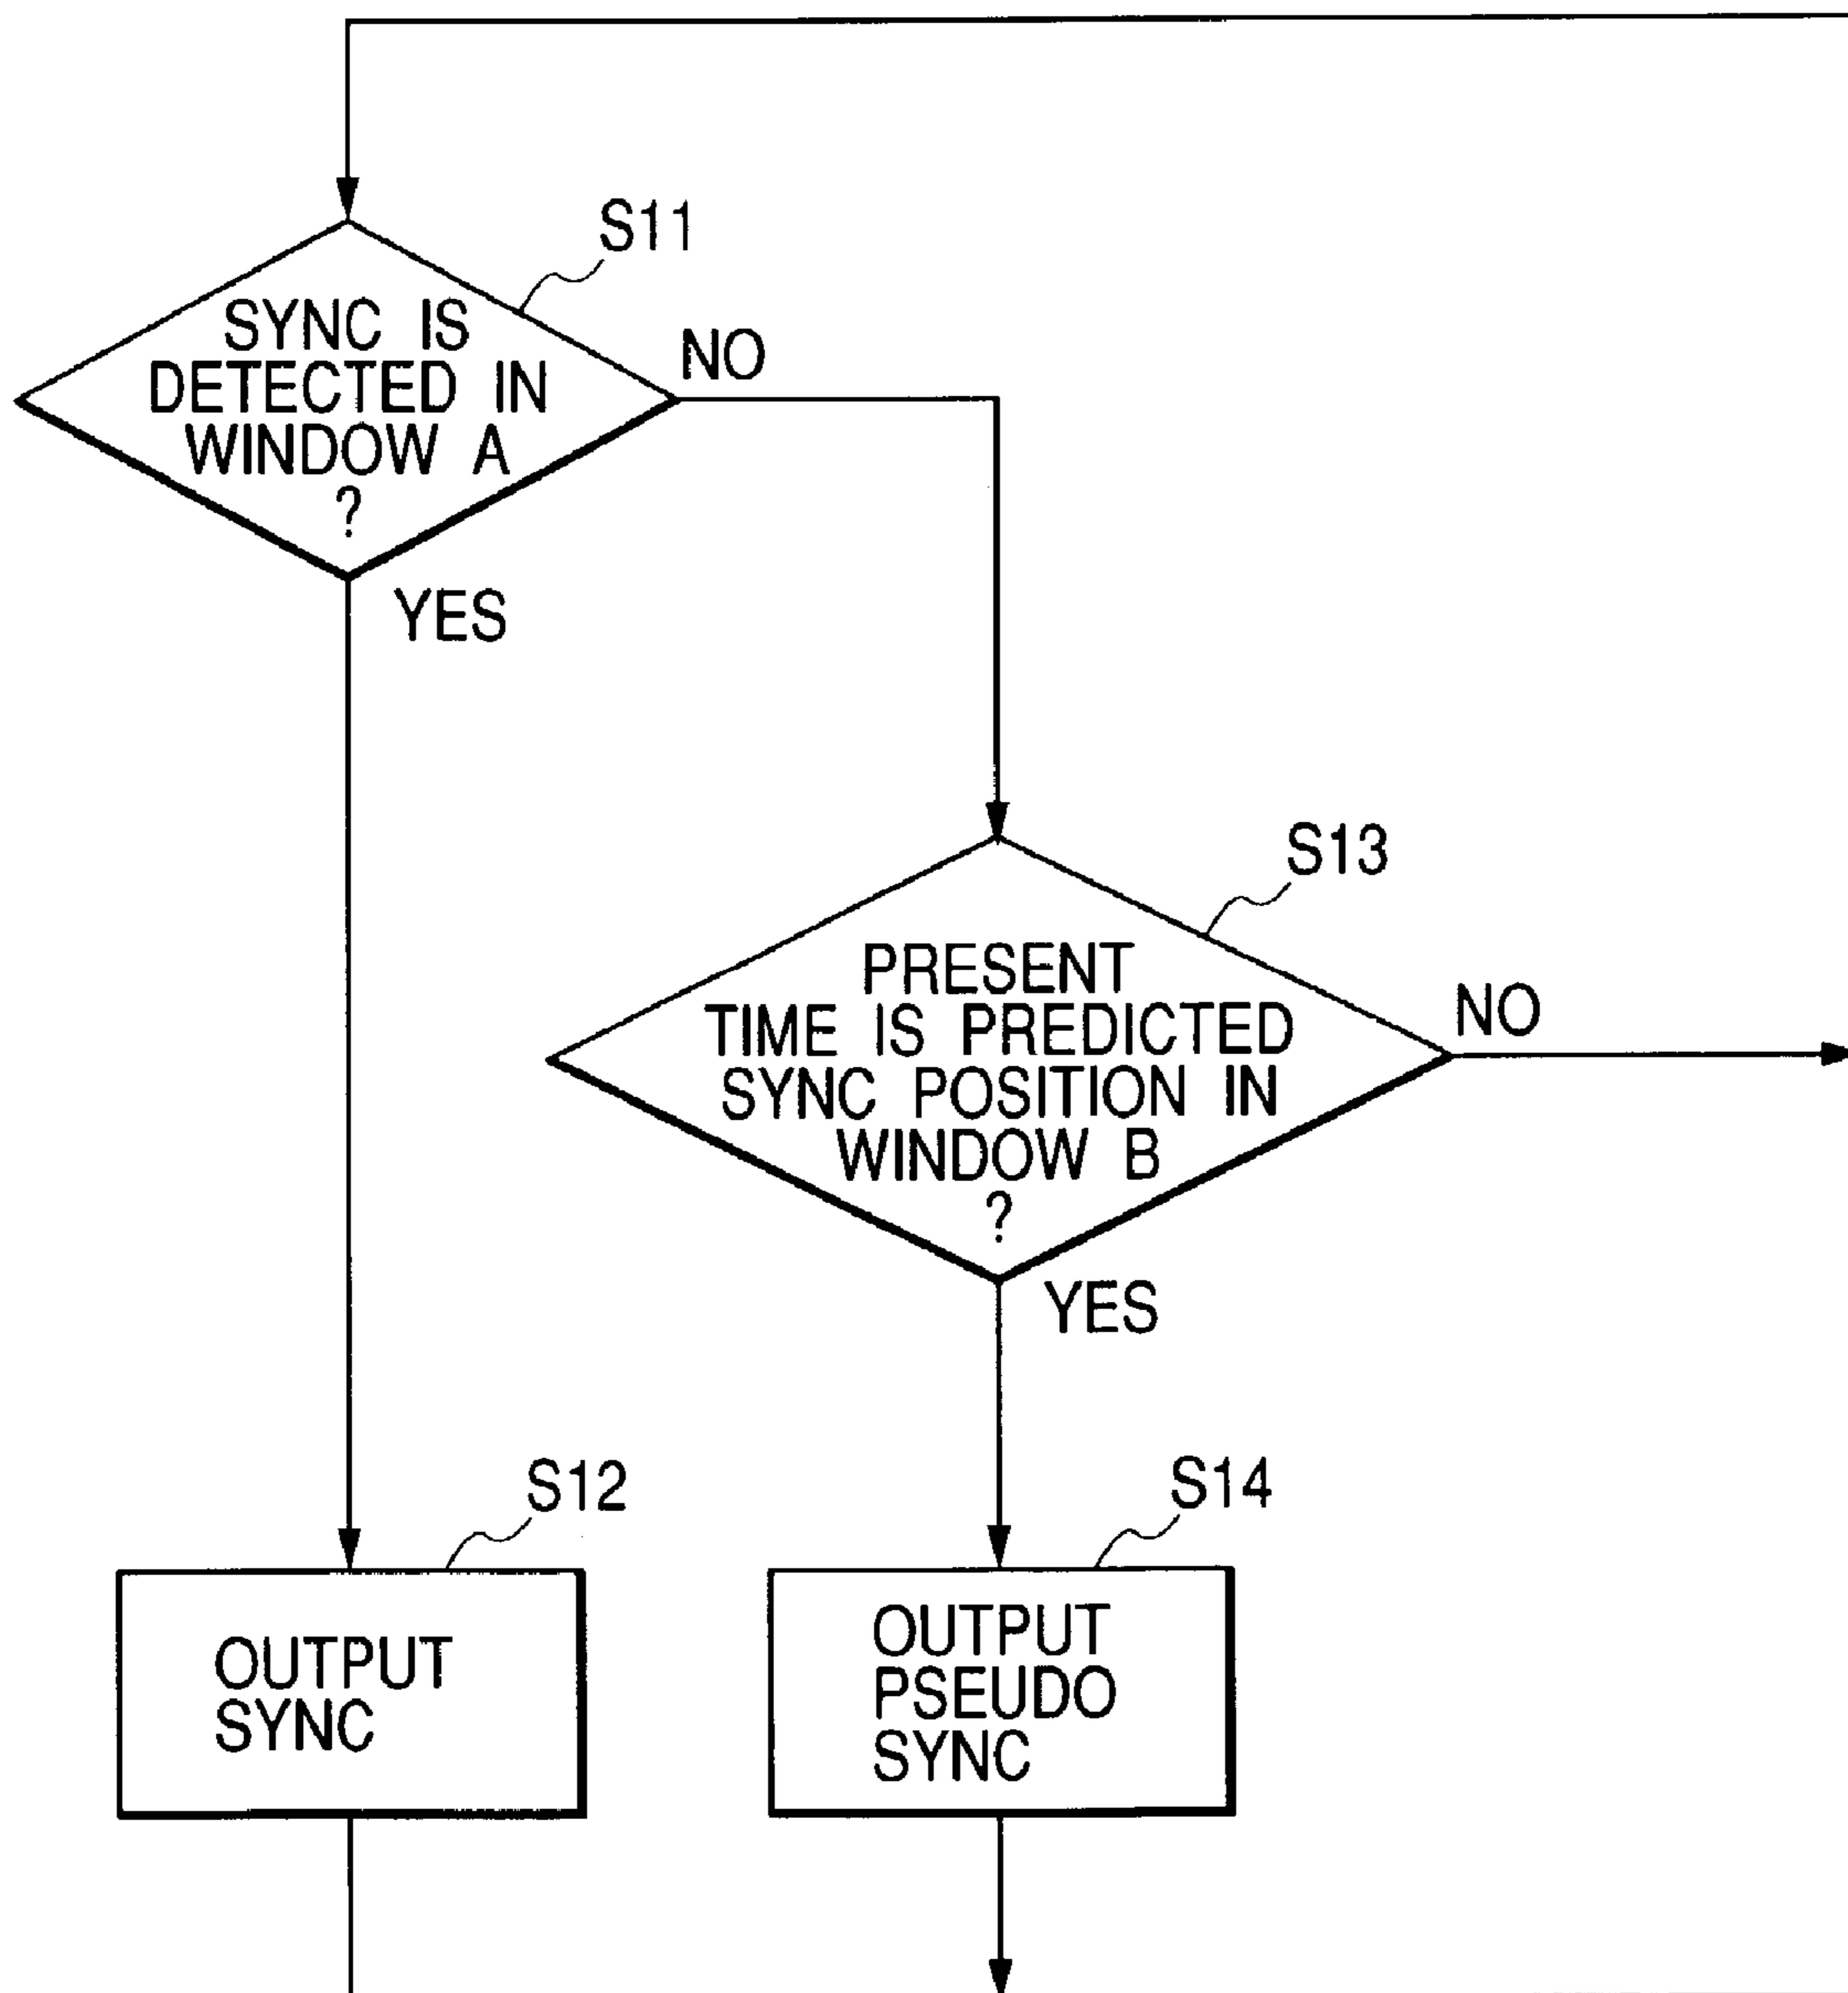 S11
SYNC IS
DETECTED IN
WINDOW A
?
NO
YES
S13
PRESENT
TIME IS PREDICTED
SYNC POSITION IN
WINDOW B
?
NO
YES
S12
OUTPUT
SYNC
S14
OUTPUT
PSEUDO
SYNC